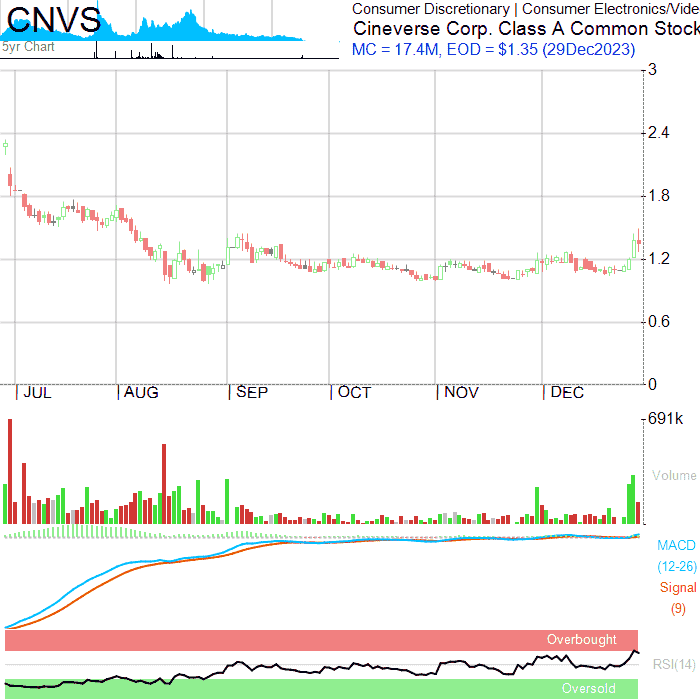 CNVS
5yr Chart
Consumer Discretionary | Consumer Electronics/Vide
Cineverse Corp. Class A Common Stock
MC = 17.4M, EOD = $1.35 (29Dec2023)
3
2.4
1.8
1.2
0.6
0
JUL AUG SEP OCT NOV DEC
691k
Volume
MACD
(12-26)
Signal
(9)
Overbought
RSI(14)
Oversold